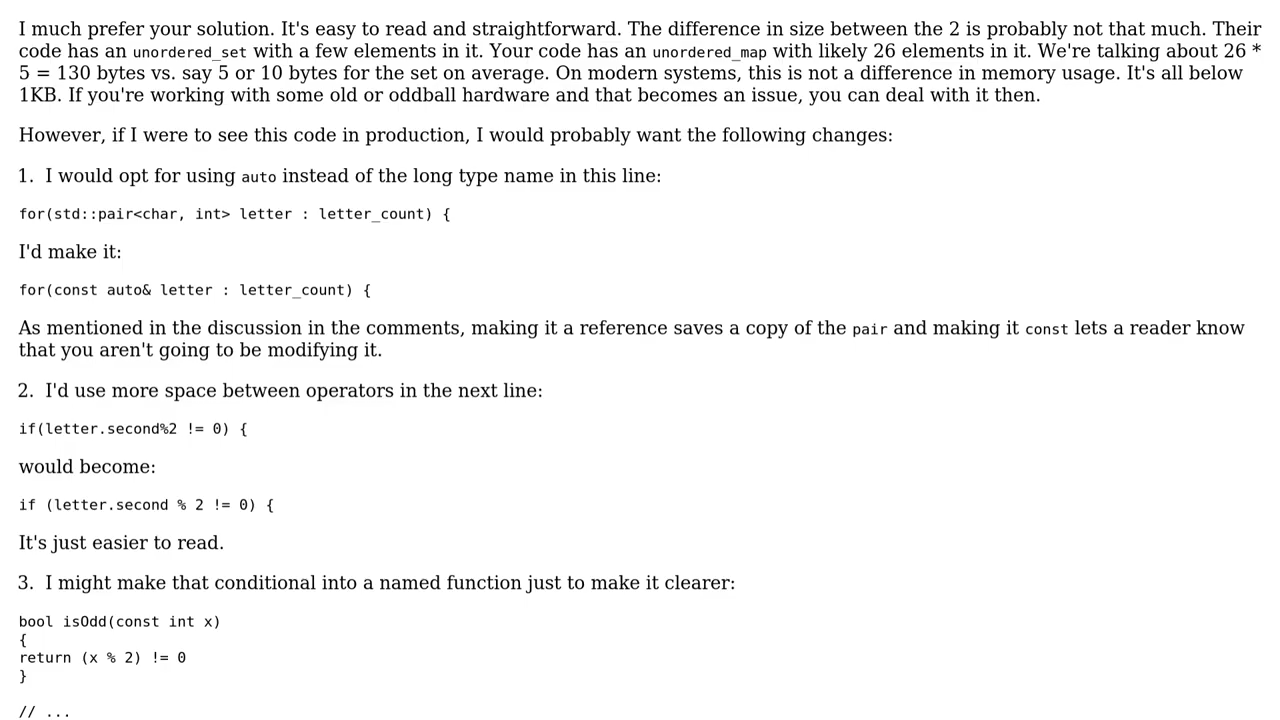 I much prefer your solution. It's easy to read and straightforward. The difference in size between the 2 is probably not that much. Their
code has an unordered_set with a few elements in it. Your code has an unordered_map with likely 26 elements in it. We're talking about 26 *
5 = 130 bytes vs. say 5 or 10 bytes for the set on average. On modern systems, this is not a difference in memory usage. It's all below
1KB. If you're working with some old or oddball hardware and that becomes an issue, you can deal with it then.
However, if I were to see this code in production, I would probably want the following changes:
1. I would opt for using auto instead of the long type name in this line:
for(std::pair<char, int> letter : letter_count) {
I'd make it:
for(const auto& letter : letter_count) {
As mentioned in the discussion in the comments, making it a reference saves a copy of the pair and making it const lets a reader know
that you aren't going to be modifying it.
2. I'd use more space between operators in the next line:
if(letter.second%2 != 0) {
would become:
if (letter.second % 2 != 0) {
It's just easier to read.
3. I might make that conditional into a named function just to make it clearer:
bool isOdd(const int x)
{
return (x % 2) != 0
}
// ...